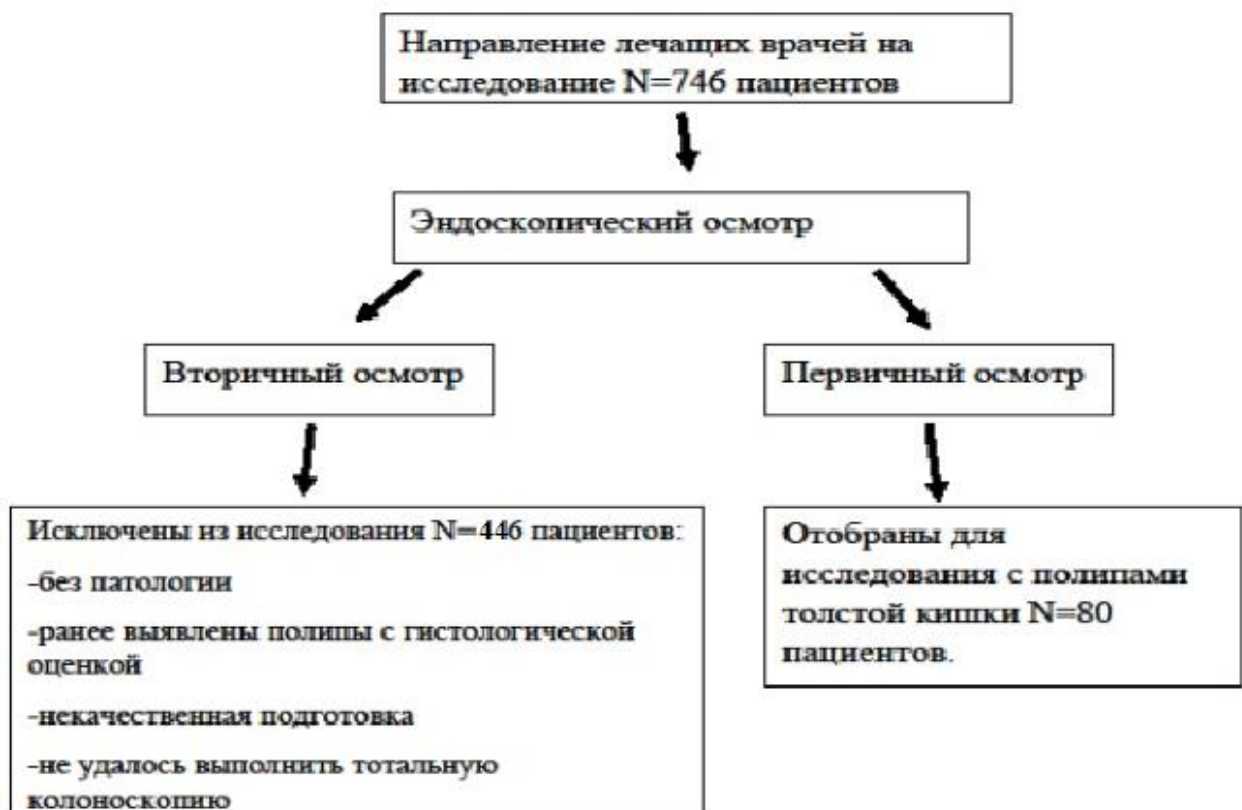 Направление лечащих врачей на
исследование N=746 пациентов
Эндоскопический осмотр
Вторичный осмотр
Первичный осмотр
Исключены из исследования N=446 пациентов:
-без патологии
-ранее выявлены полипы с гистологической
оценкой
-некачественная подготовка
-не удалось выполнить тотальную
колоноскопию
Отобраны для
исследования с полипами
толстой кишки N=80
пациентов.